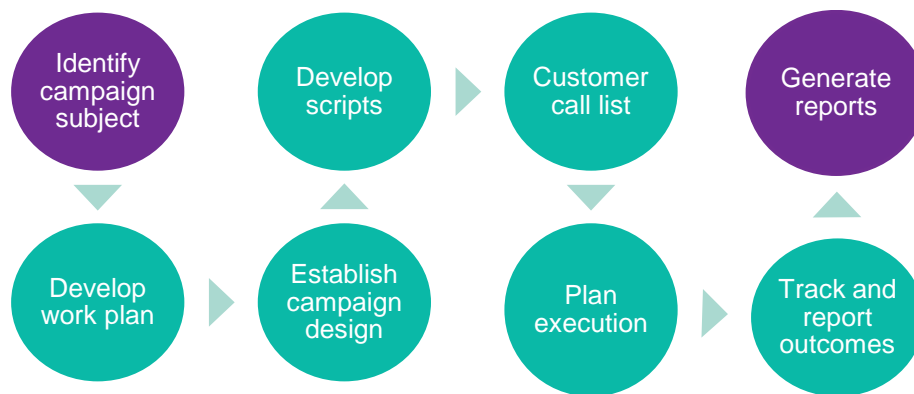 Identify
campaign
subject
Develop
work plan
Establish
campaign
design
Develop
scripts
Customer
call list
Plan
execution
Track and
report
outcomes
Generate
reports